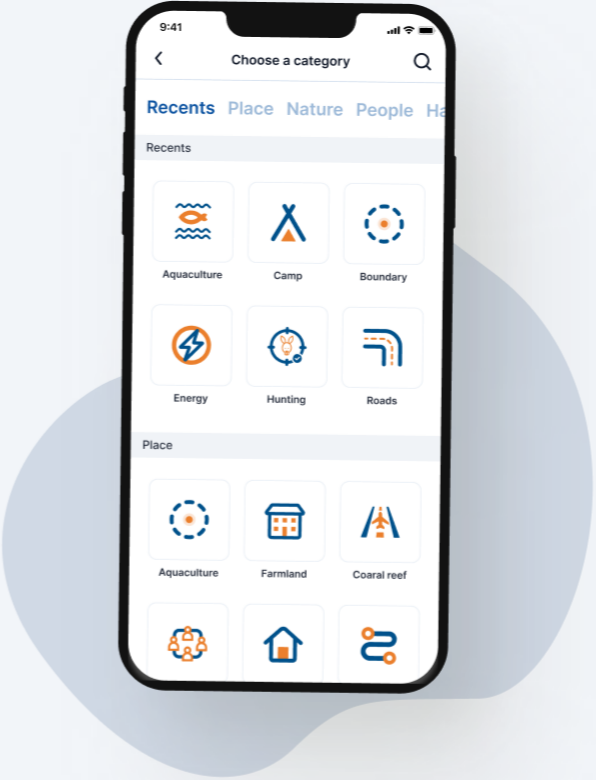 9:41
Choose a category
Recents Place Nature People Ha
Recents
Aquaculture Camp Boundary
Energy Hunting Roads
Place
Aquaculture Farmland Coaral reef